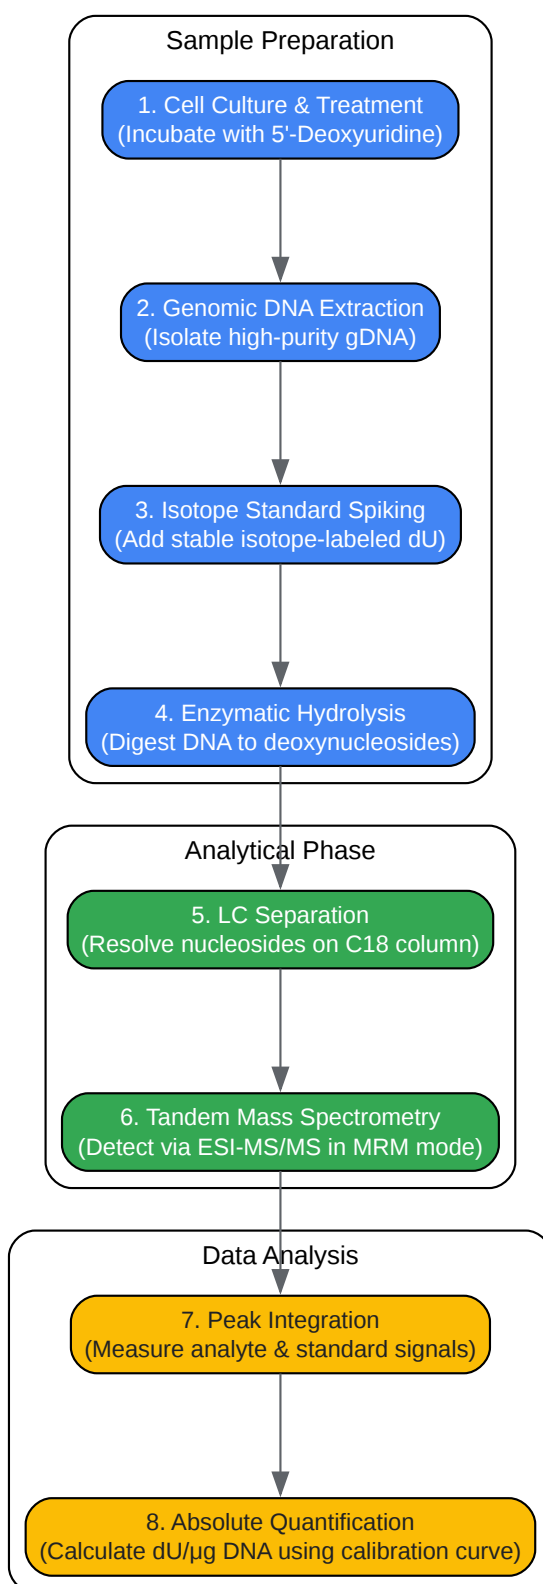 Sample Preparation
1. Cell Culture & Treatment
(Incubate with 5'-Deoxyuridine)
2. Genomic DNA Extraction
(Isolate high-purity gDNA)
3. Isotope Standard Spiking
(Add stable isotope-labeled dU)
4. Enzymatic Hydrolysis
(Digest DNA to deoxynucleosides)
Analytical Phase
5. LC Separation
(Resolve nucleosides on C18 column)
6. Tandem Mass Spectrometry
(Detect via ESI-MS/MS in MRM mode)
Data Analysis
7. Peak Integration
(Measure analyte & standard signals)
8. Absolute Quantification
(Calculate dU/μg DNA using calibration curve)